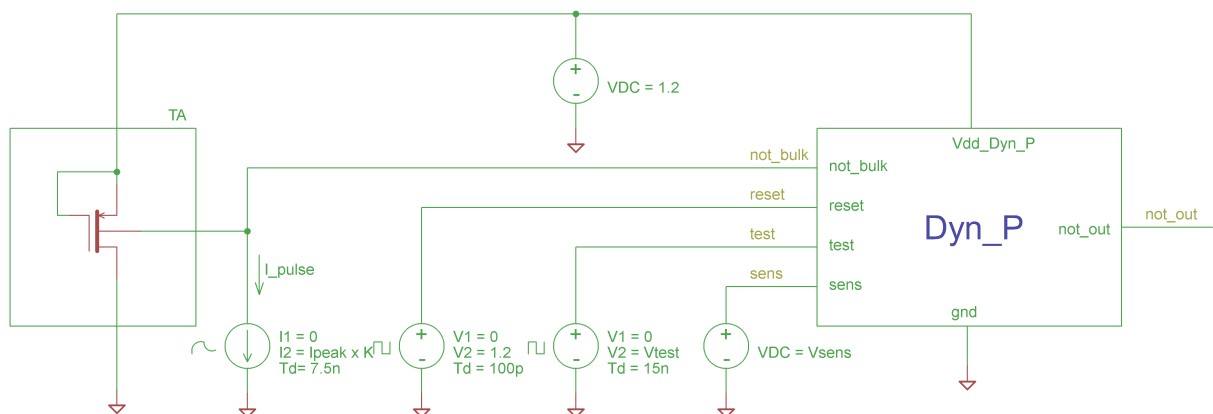 TA
VDC = 1.2
Vdd_Dyn_P
not_bulk
not_bulk
reset
reset
Dyn_P
not_out
not_out
test
test
sens
sens
gnd
I_pulse
I1 = 0
I2 = Ipeak x K
Td= 7.5n
V1 = 0
V2 = 1.2
Td = 100p
V1 = 0
V2 = Vtest
Td = 15n
VDC = Vsens